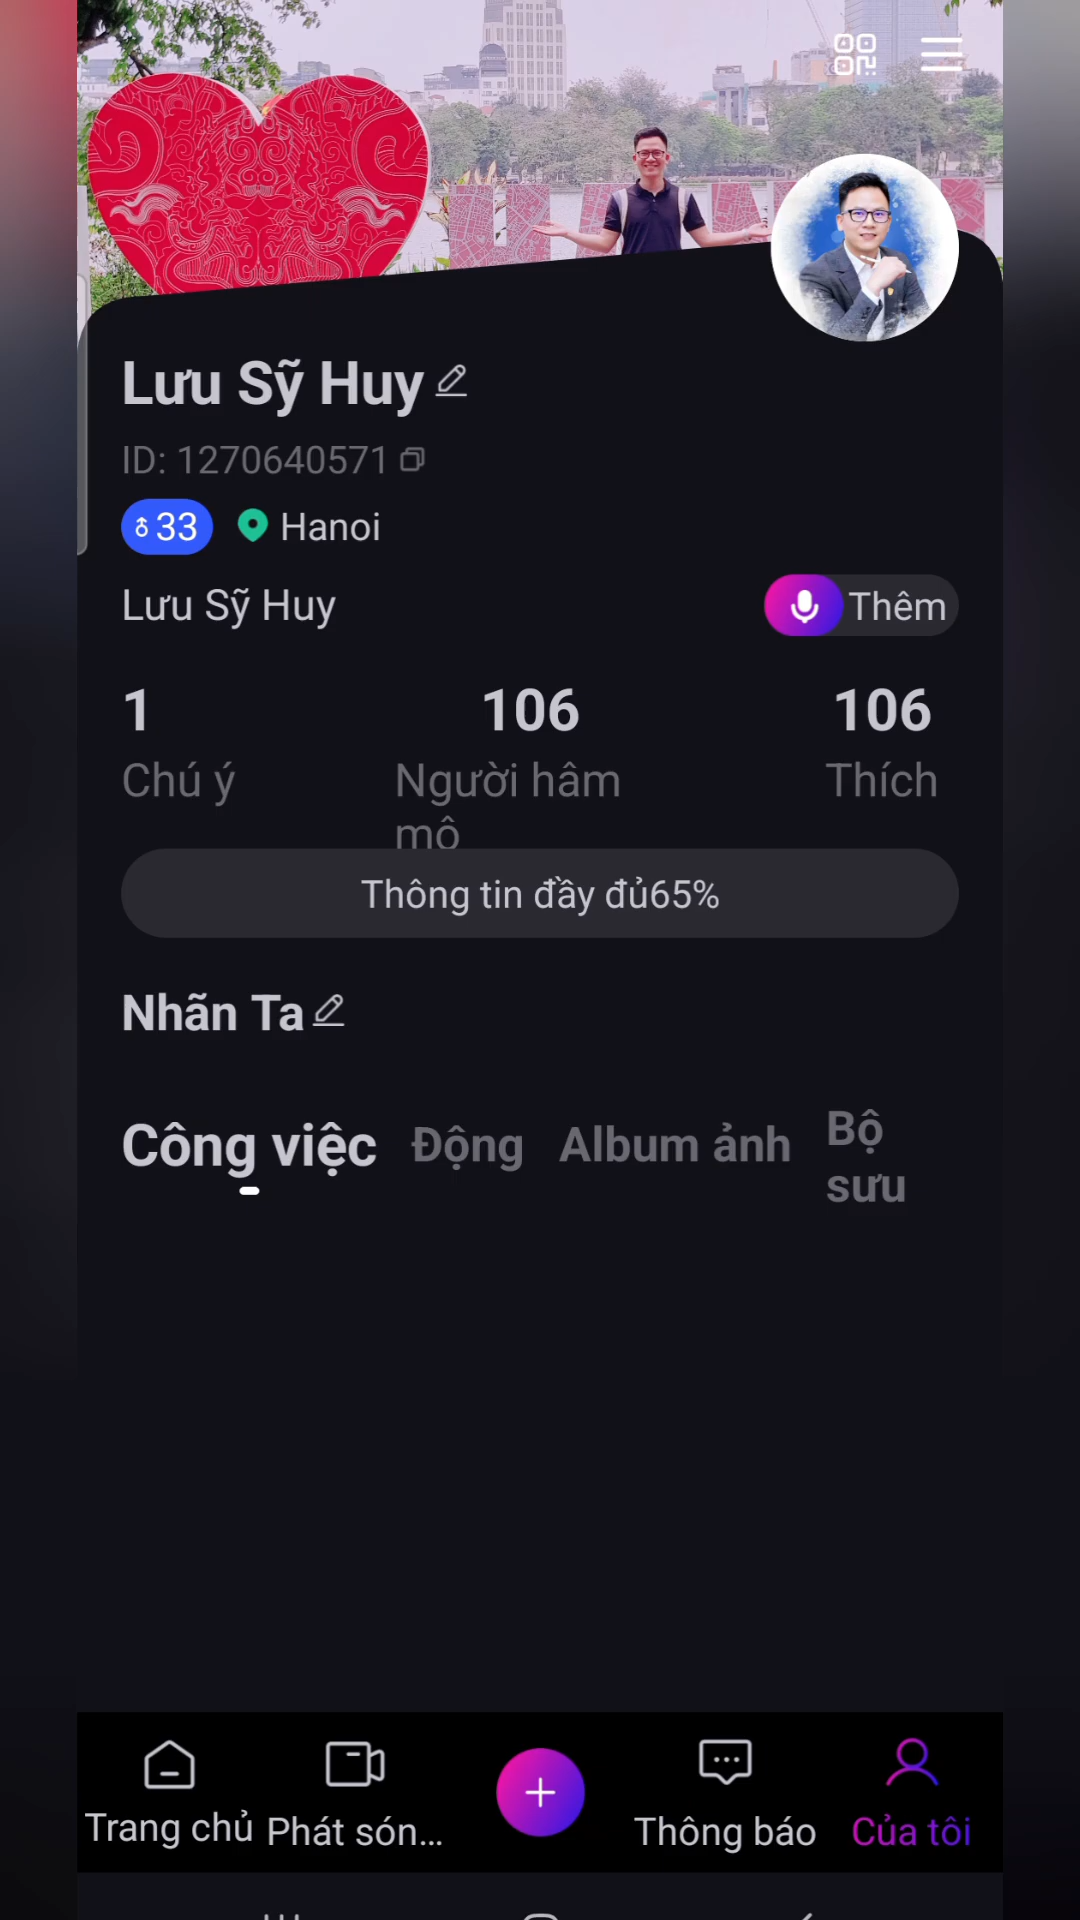 Lưu Sỹ Huy
ID: 1270640571
33 Hanoi
Lưu Sỹ Huy
Thêm
1 106 106
Chú ý Người hâm mộ Thích
Thông tin đầy đủ65%
Nhãn Ta
Công việc Động Album ảnh Bộ sưu
Trang chủ Phát són... Thông báo Của tôi